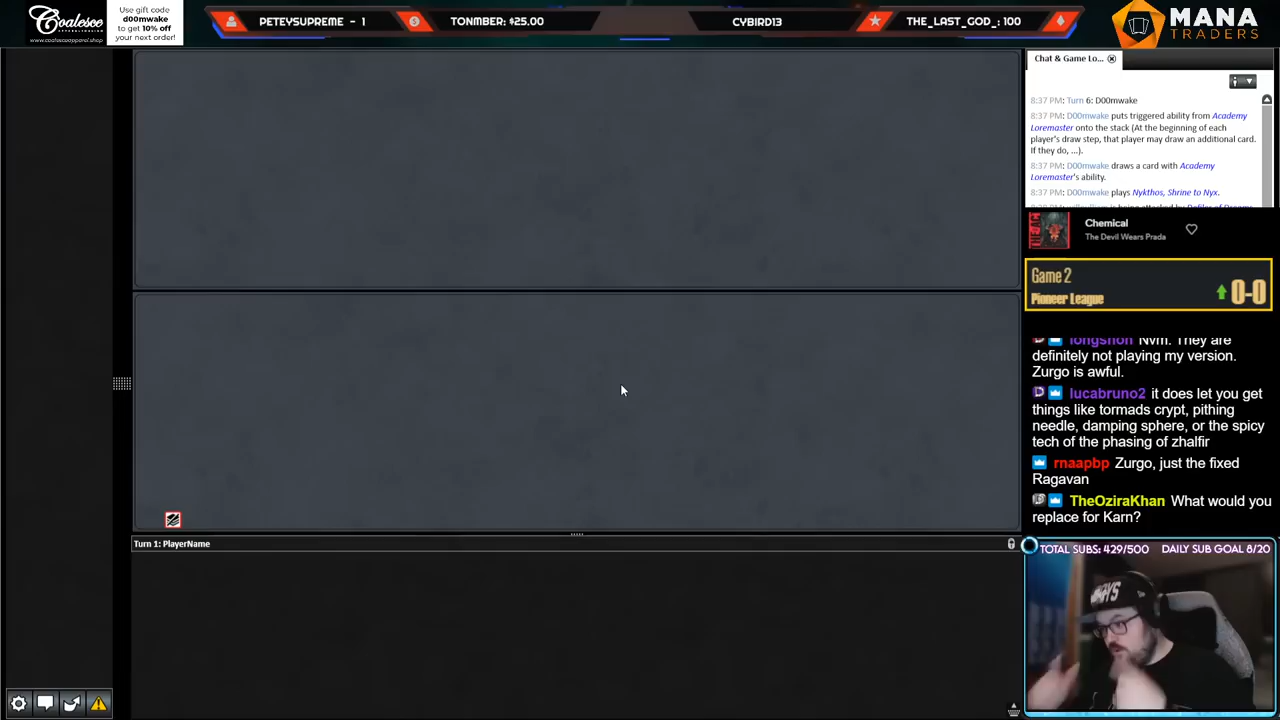 Coalesce
APPARELTRADING
www.coalesceapparel.shop
Use gift code
d00mwake
to get 10% off
your next order!
PETEYSUPREME - 1
TONMBER: $25.00
CYBIRD13
THE_LAST_GOD_: 100
MANA
TRADERS
Chat & Game Lo...
8:37 PM: Turn 6: D00mwake
8:37 PM: D00mwake puts triggered ability from Academy
Loremaster onto the stack (At the beginning of each
player's draw step, that player may draw an additional card.
If they do, ...).
8:37 PM: D00mwake draws a card with Academy
Loremaster's ability.
8:37 PM: D00mwake plays Nykthos, Shrine to Nyx.
Chemical
The Devil Wears Prada
Game 2
Pioneer League
0-0
longshon Nvm. They are
definitely not playing my version.
Zurgo is awful.
lucabruno2 it does let you get
things like tormads crypt, pithing
needle, damping sphere, or the spicy
tech of the phasing of zhalfir
rnaapbp Zurgo, just the fixed
Ragavan
TheOziraKhan What would you
replace for Karn?
Turn 1: PlayerName
TOTAL SUBS: 429/500
DAILY SUB GOAL 8/20